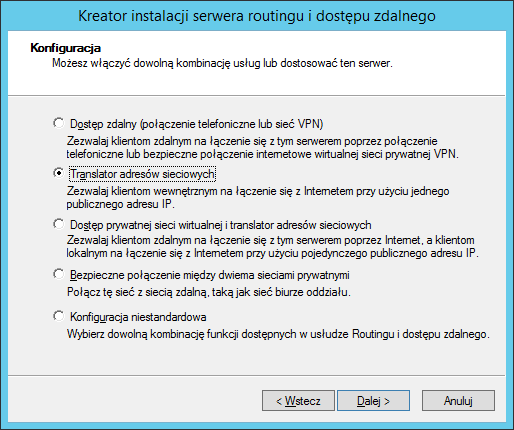 Kreator instalacji serwera routingu i dostępu zdalnego
Konfiguracja
Możesz włączyć dowolną kombinację usług lub dostosować ten serwer.
Dostęp zdalny (połączenie telefoniczne lub sieć VPN)
Zezwalaj klientom zdalnym na łączenie się z tym serwerem poprzez połączenie
telefoniczne lub bezpieczne połączenie internetowe wirtualnej sieci prywatnej VPN.
Translator adresów sieciowych
Zezwalaj klientom wewnętrznym na łączenie się z Internetem przy użyciu jednego
publicznego adresu IP.
Dostęp prywatnej sieci wirtualnej i translator adresów sieciowych
Zezwalaj klientom zdalnym na łączenie się z tym serwerem poprzez Internet, a klientom
lokalnym na łączenie się z Internetem przy użyciu pojedynczego publicznego adresu IP.
Bezpieczne połączenie między dwiema sieciami prywatnymi
Połącz tę sieć z siecią zdalną, taką jak sieć biurze oddziału.
Konfiguracja niestandardowa
Wybierz dowolną kombinację funkcji dostępnych w usłudze Routingu i dostępu zdalnego.
< Wstecz Dalej > Anuluj